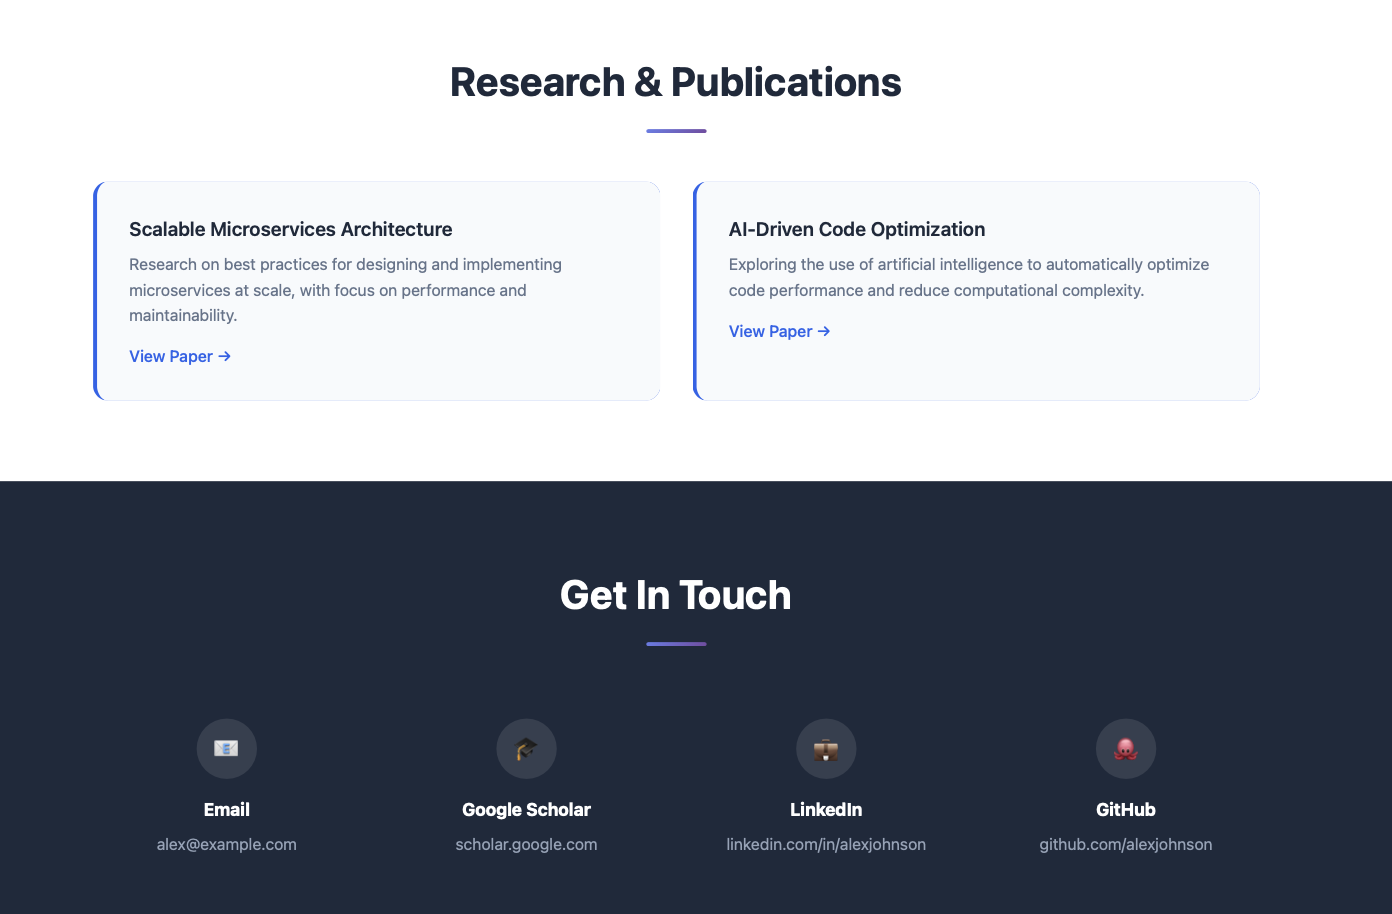 Research & Publications
Scalable Microservices Architecture
Research on best practices for designing and implementing
microservices at scale, with focus on performance and
maintainability.
View Paper →
AI-Driven Code Optimization
Exploring the use of artificial intelligence to automatically optimize
code performance and reduce computational complexity.
View Paper →
Get In Touch
Email
alex@example.com
Google Scholar
scholar.google.com
LinkedIn
linkedin.com/in/alexjohnson
GitHub
github.com/alexjohnson